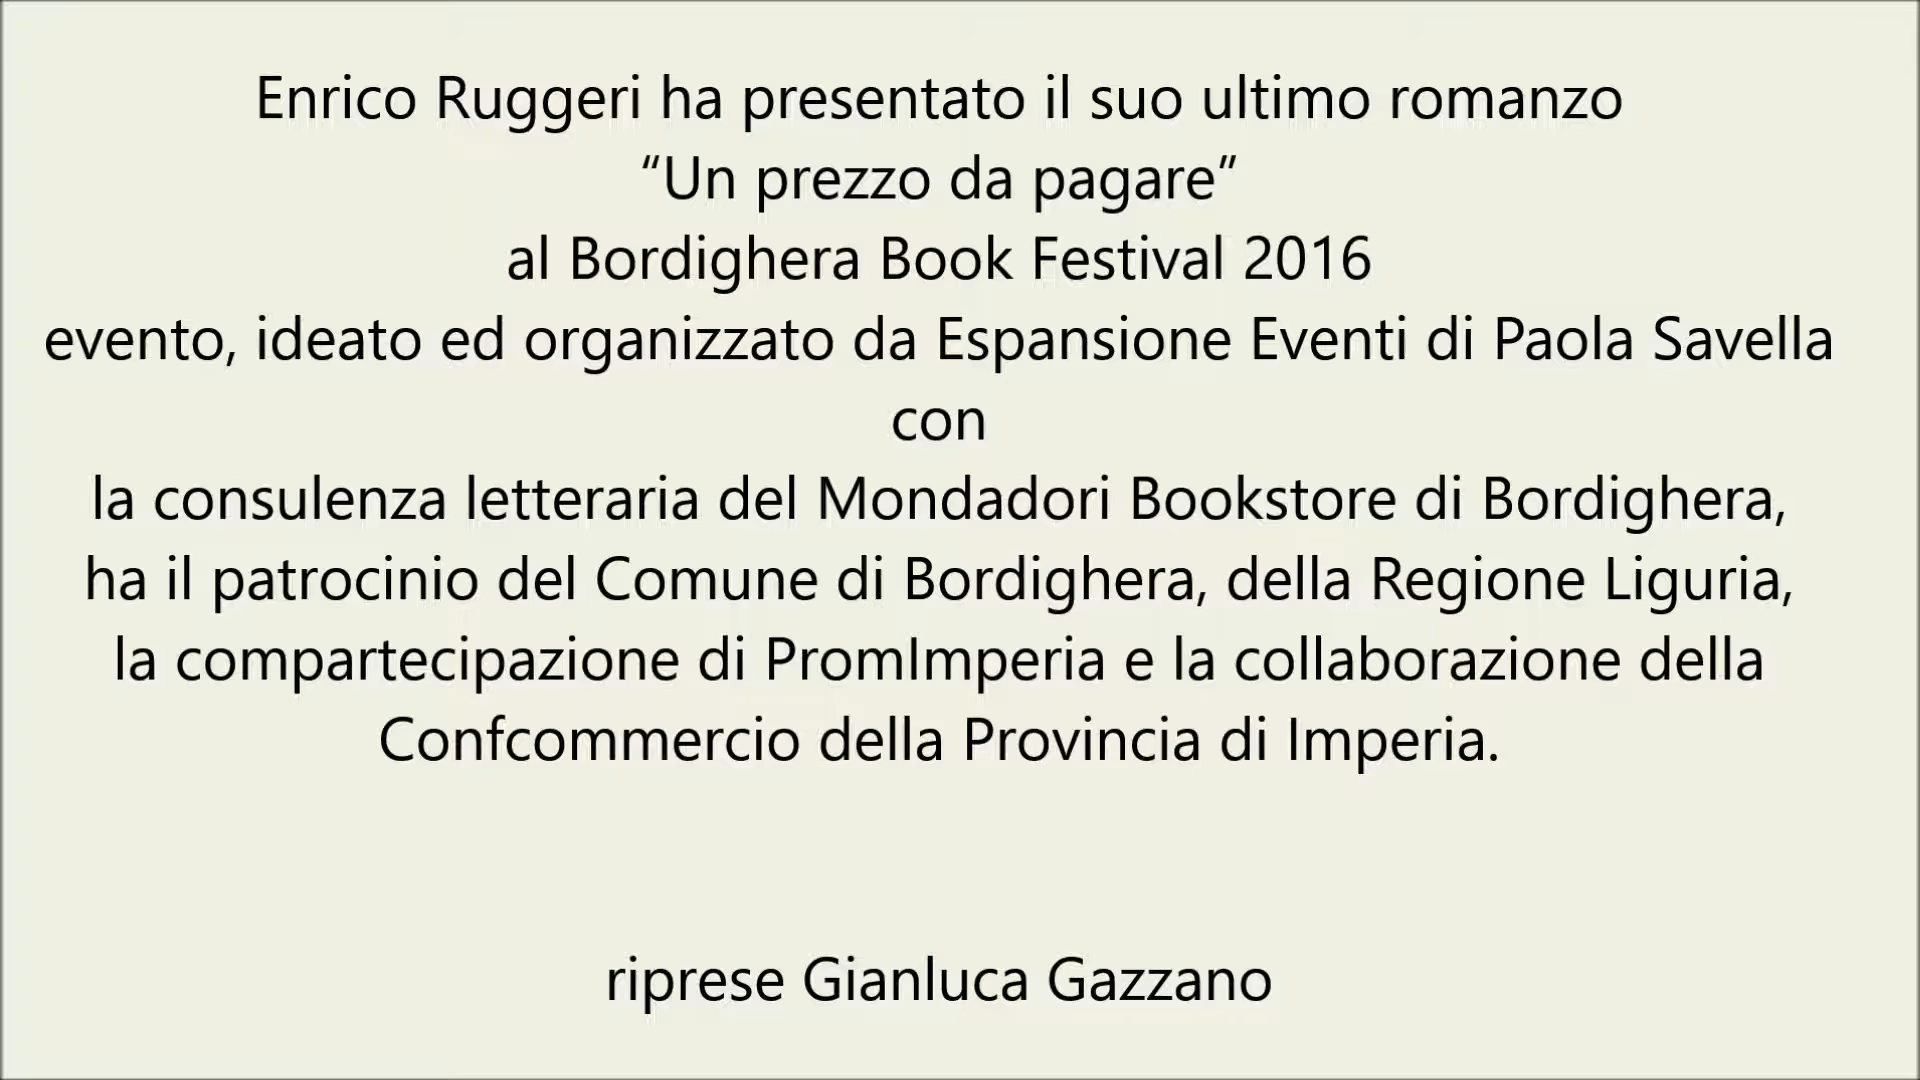 Enrico Ruggeri ha presentato il suo ultimo romanzo
“Un prezzo da pagare”
al Bordighera Book Festival 2016
evento, ideato ed organizzato da Espansione Eventi di Paola Savella
con
la consulenza letteraria del Mondadori Bookstore di Bordighera,
ha il patrocinio del Comune di Bordighera, della Regione Liguria,
la compartecipazione di PromImperia e la collaborazione della
Confcommercio della Provincia di Imperia.
riprese Gianluca Gazzano